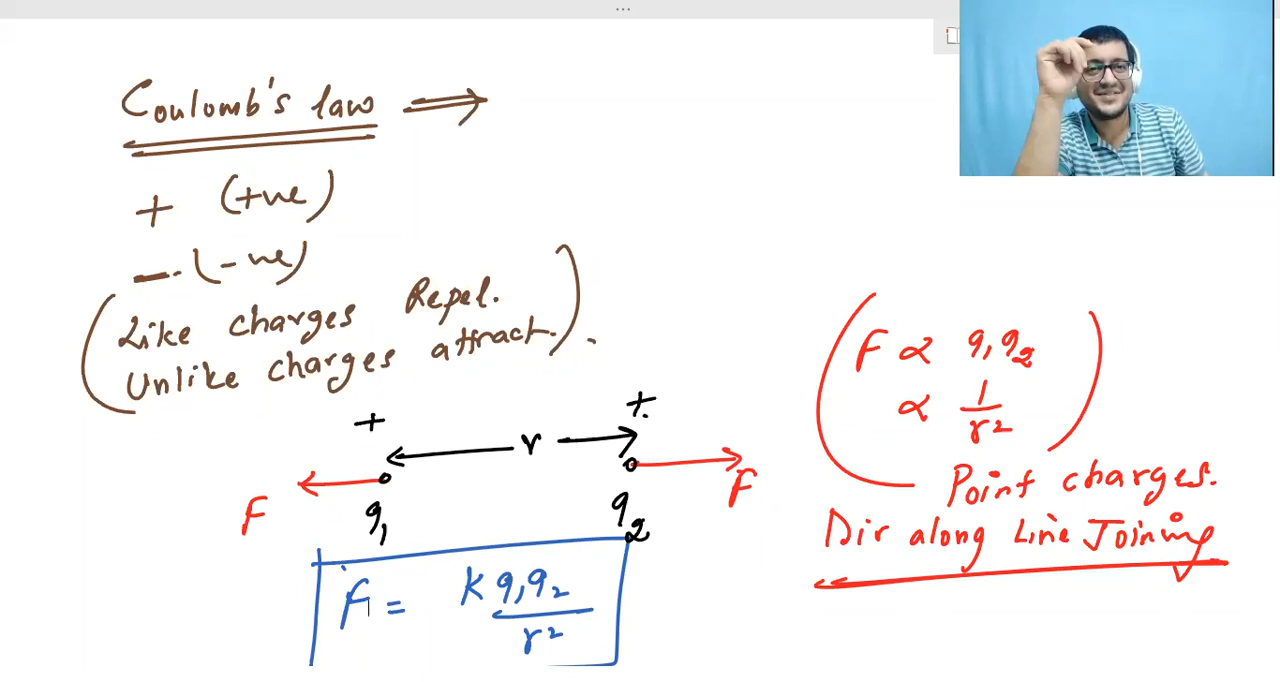 Coulomb's law ⟹
+ (+ve)
− (−ve)
(Like charges Repel.
Unlike charges attract.).
+ +
r
F F
q₁ q₂
F = k q₁q₂ / r²
F ∝ q₁q₂
∝ 1/r²
Point charges.
Dir along Line Joining